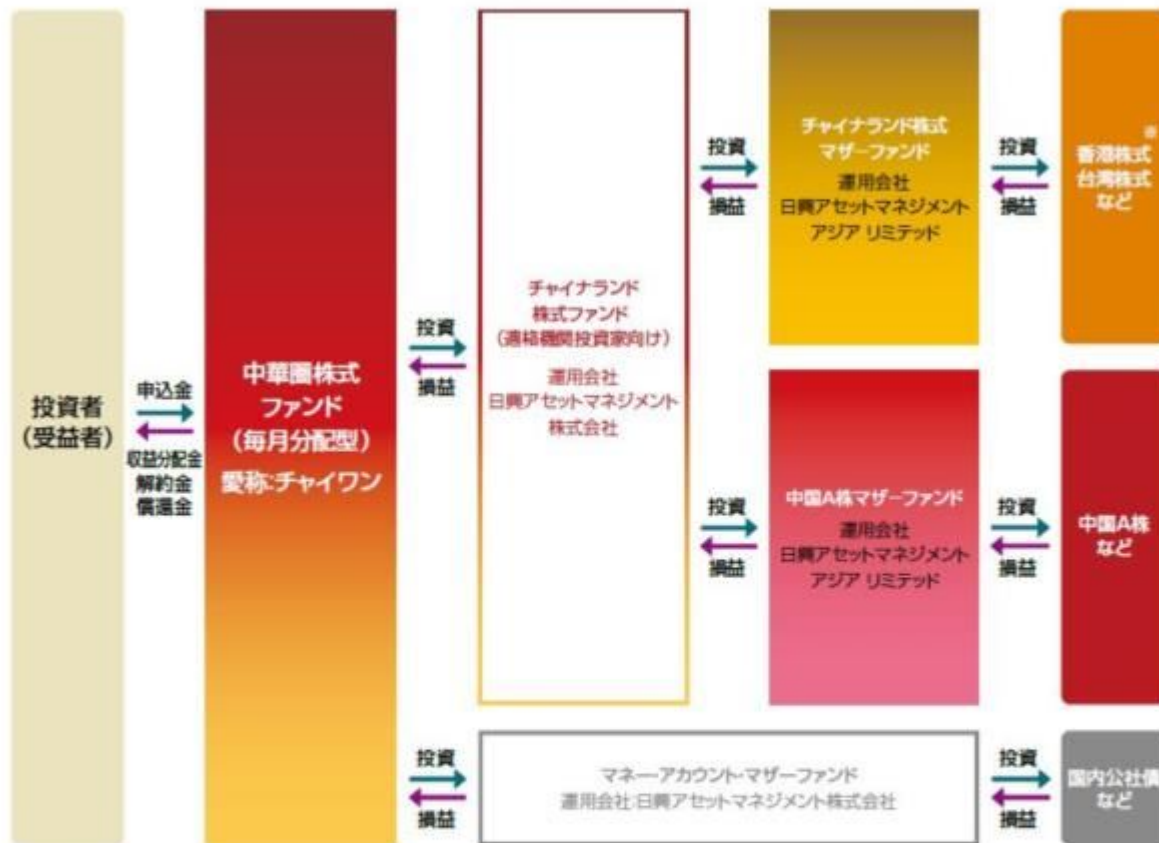 投資者
(受益者)
申込金
収益分配金
解約金
償還金
中華圏株式
ファンド
(毎月分配型)
愛称:チャイワン
投資
損益
チャイナランド
株式ファンド
(適格機関投資家向け)
運用会社
日興アセットマネジメント
株式会社
投資
損益
チャイナランド株式
マザーファンド
運用会社
日興アセットマネジメント
アジア リミテッド
投資
損益
※
香港株式
台湾株式
など
投資
損益
中国A株マザーファンド
運用会社
日興アセットマネジメント
アジア リミテッド
投資
損益
中国A株
など
投資
損益
マネー・アカウント・マザーファンド
運用会社:日興アセットマネジメント株式会社
投資
損益
国内公社債
など